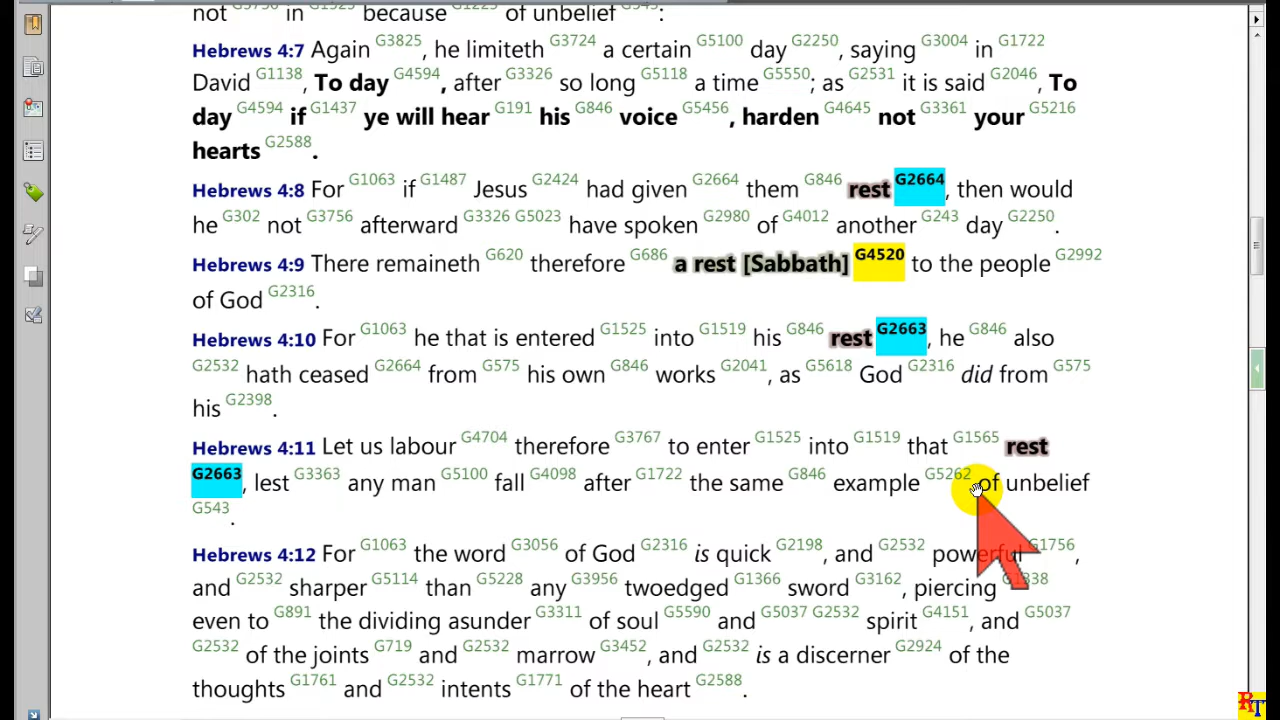 not G3756 in G1525 because G1223 of unbelief G543 :
Hebrews 4:7 Again G3825 , he limiteth G3724 a certain G5100 day G2250 , saying G3004 in G1722
David G1138 , To day G4594 , after G3326 so long G5118 a time G5550 ; as G2531 it is said G2046 , To
day G4594 if G1437 ye will hear G191 his G846 voice G5456 , harden G4645 not G3361 your G5216
hearts G2588 .
Hebrews 4:8 For G1063 if G1487 Jesus G2424 had given G2664 them G846 rest G2664 , then would
he G302 not G3756 afterward G3326 G5023 have spoken G2980 of G4012 another G243 day G2250 .
Hebrews 4:9 There remaineth G620 therefore G686 a rest [Sabbath] G4520 to the people G2992
of God G2316 .
Hebrews 4:10 For G1063 he that is entered G1525 into G1519 his G846 rest G2663 , he G846 also
G2532 hath ceased G2664 from G575 his own G846 works G2041 , as G5618 God G2316 did from G575
his G2398 .
Hebrews 4:11 Let us labour G4704 therefore G3767 to enter G1525 into G1519 that G1565 rest
G2663 , lest G3363 any man G5100 fall G4098 after G1722 the same G846 example G5262 of unbelief
G543 .
Hebrews 4:12 For G1063 the word G3056 of God G2316 is quick G2198 , and G2532 powerful G1756 ,
and G2532 sharper G5114 than G5228 any G3956 twoedged G1366 sword G3162 , piercing G1338
even to G891 the dividing asunder G3311 of soul G5590 and G5037 G2532 spirit G4151 , and G5037
G2532 of the joints G719 and G2532 marrow G3452 , and G2532 is a discerner G2924 of the
thoughts G1761 and G2532 intents G1771 of the heart G2588 .
RT